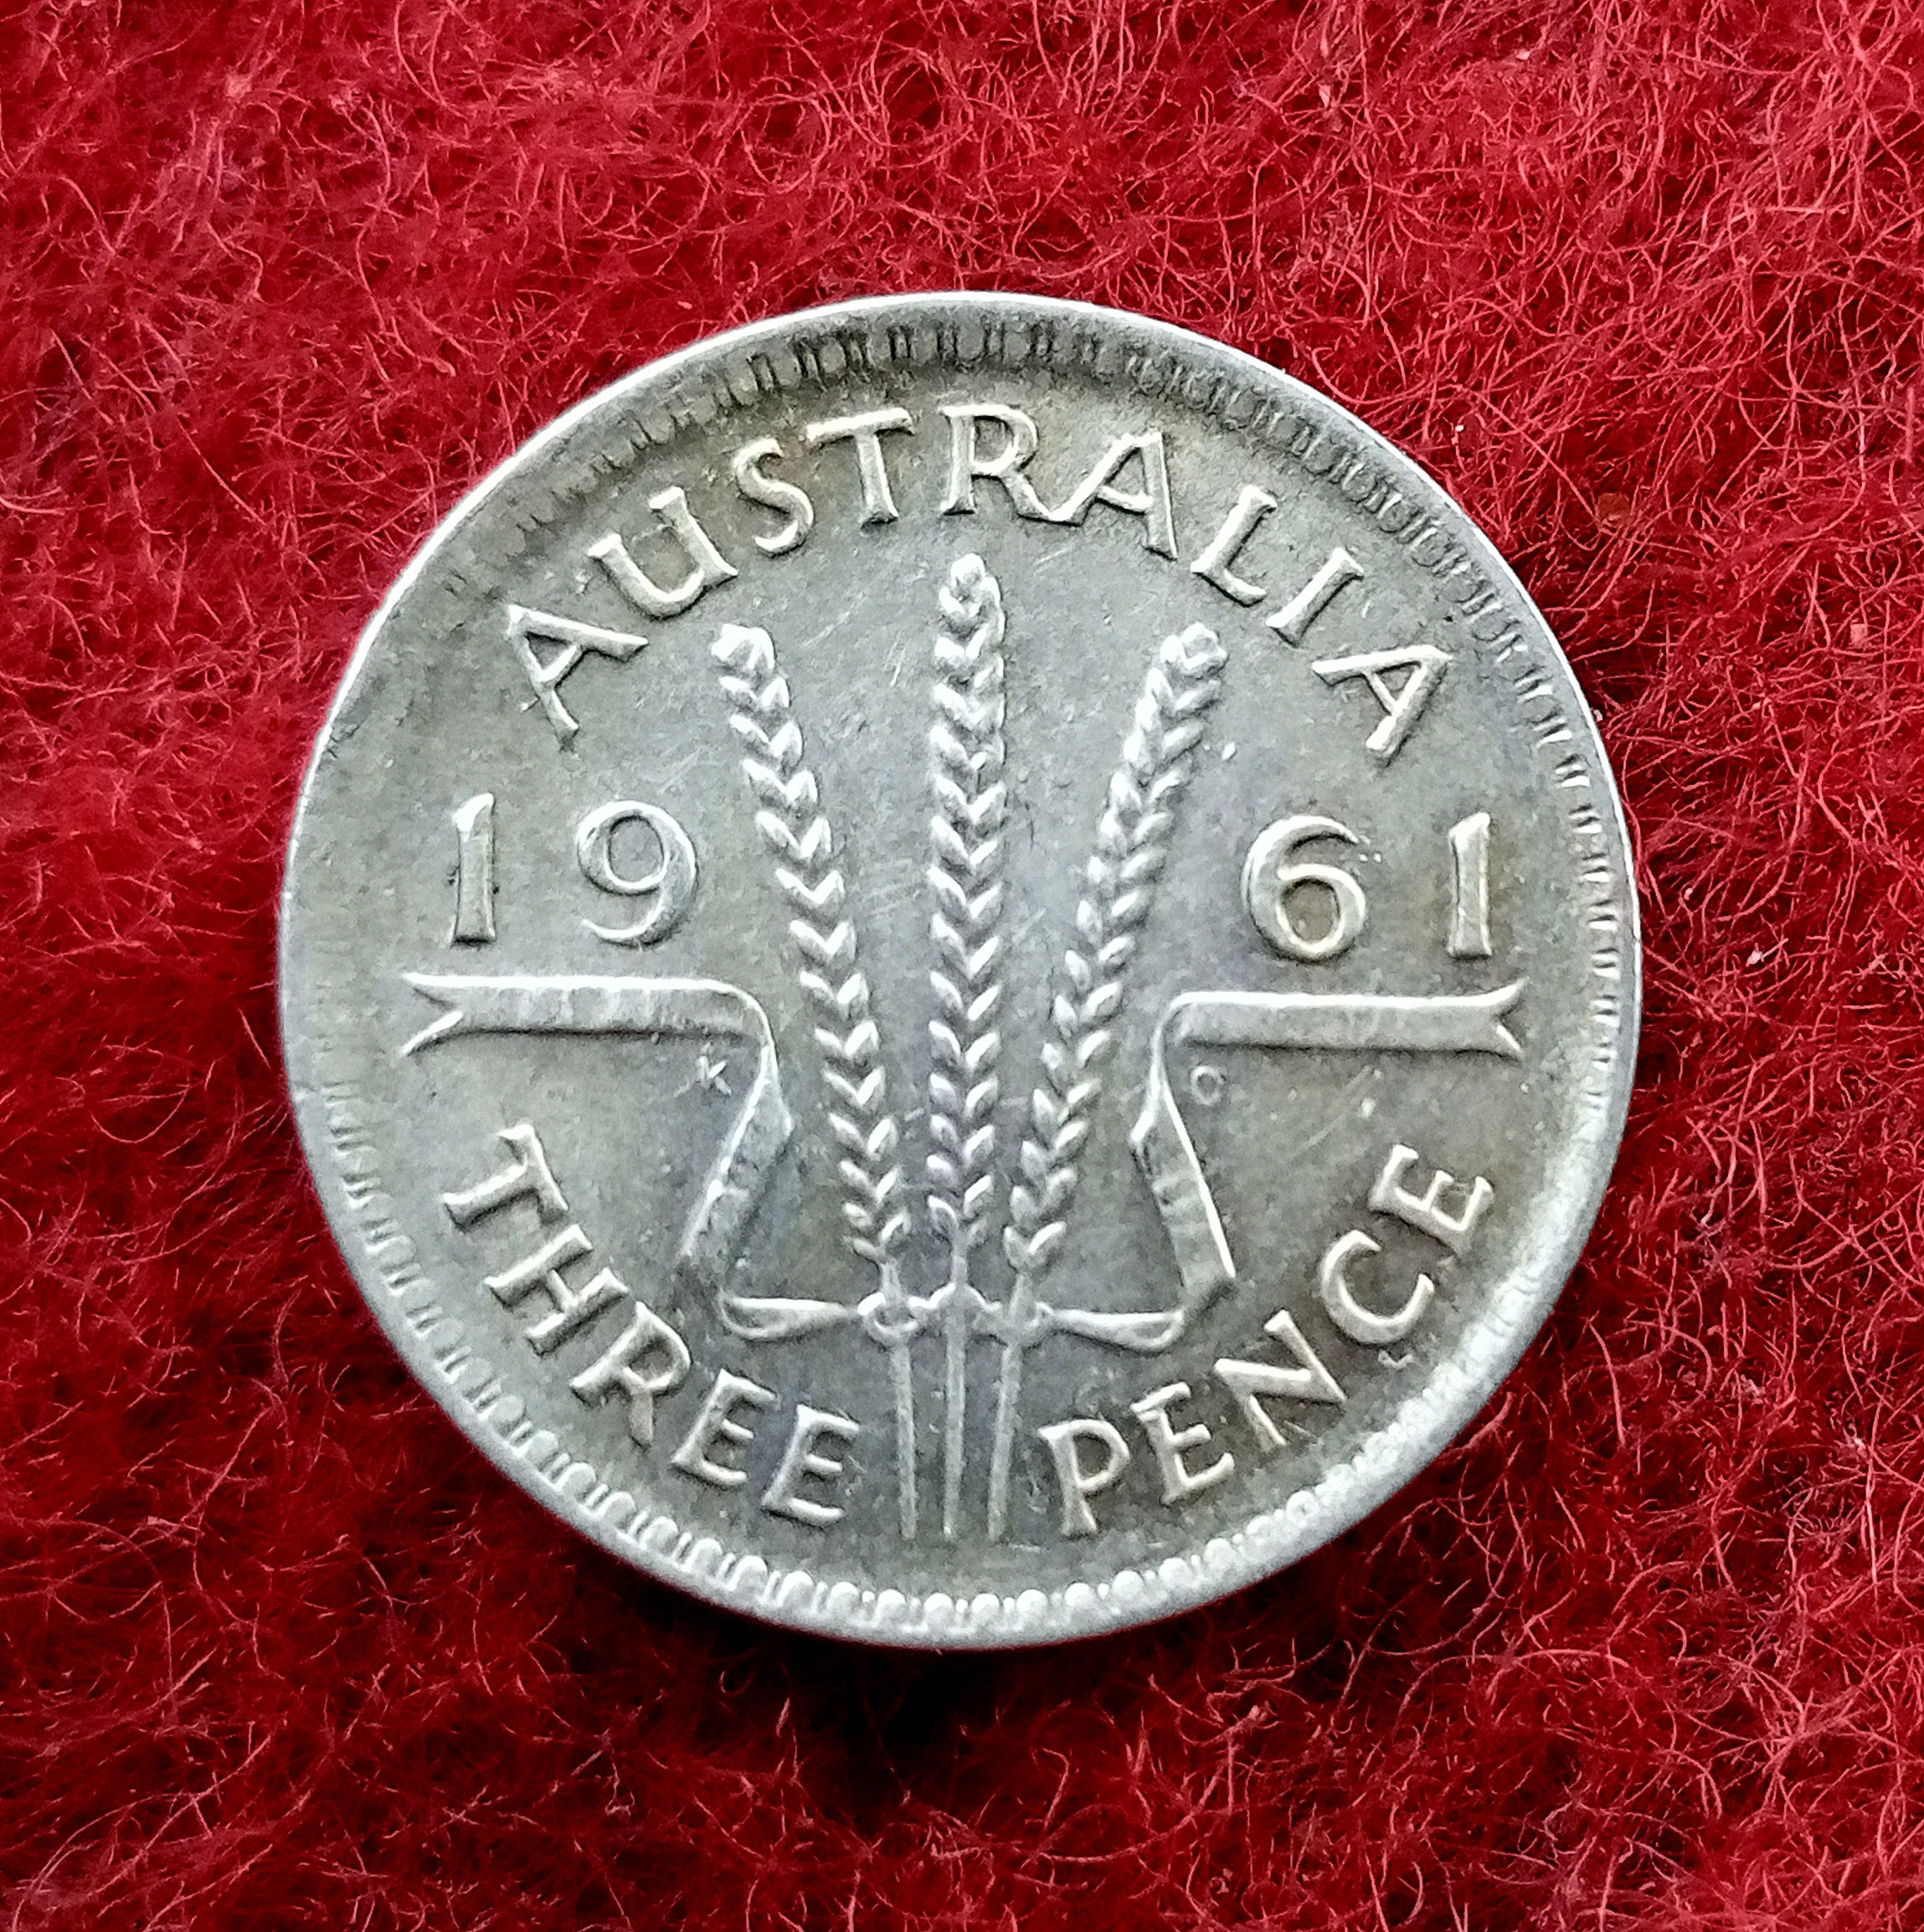 AUSTRALIA
19 61
K G
THREE PENCE